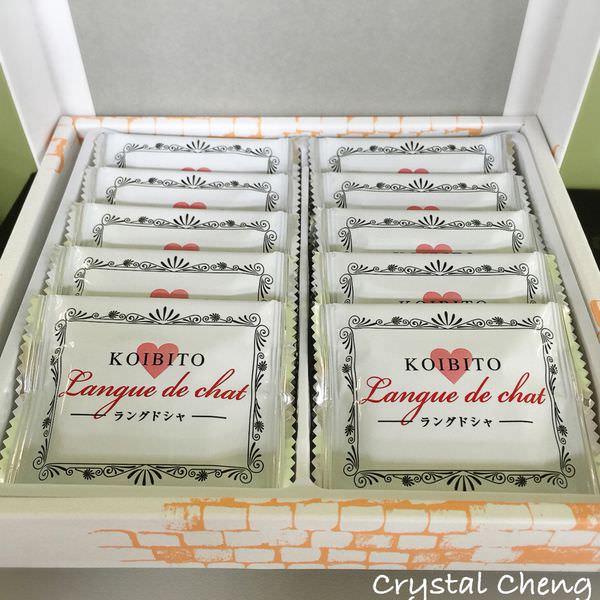 KOIBITO
Langue de chat
ラングドシャ
KOIBITO
Langue de chat
ラングドシャ
Crystal Cheng